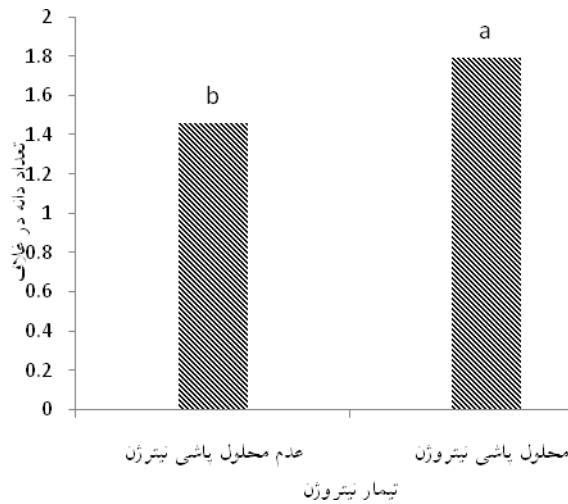 تعداد دانه در غلاف
2
1.8
1.6
1.4
1.2
1
0.8
0.6
0.4
0.2
0
b
a
عدم محلول پاشی نیترژن
محلول پاشی نیتروژن
تیمار نیتروژن